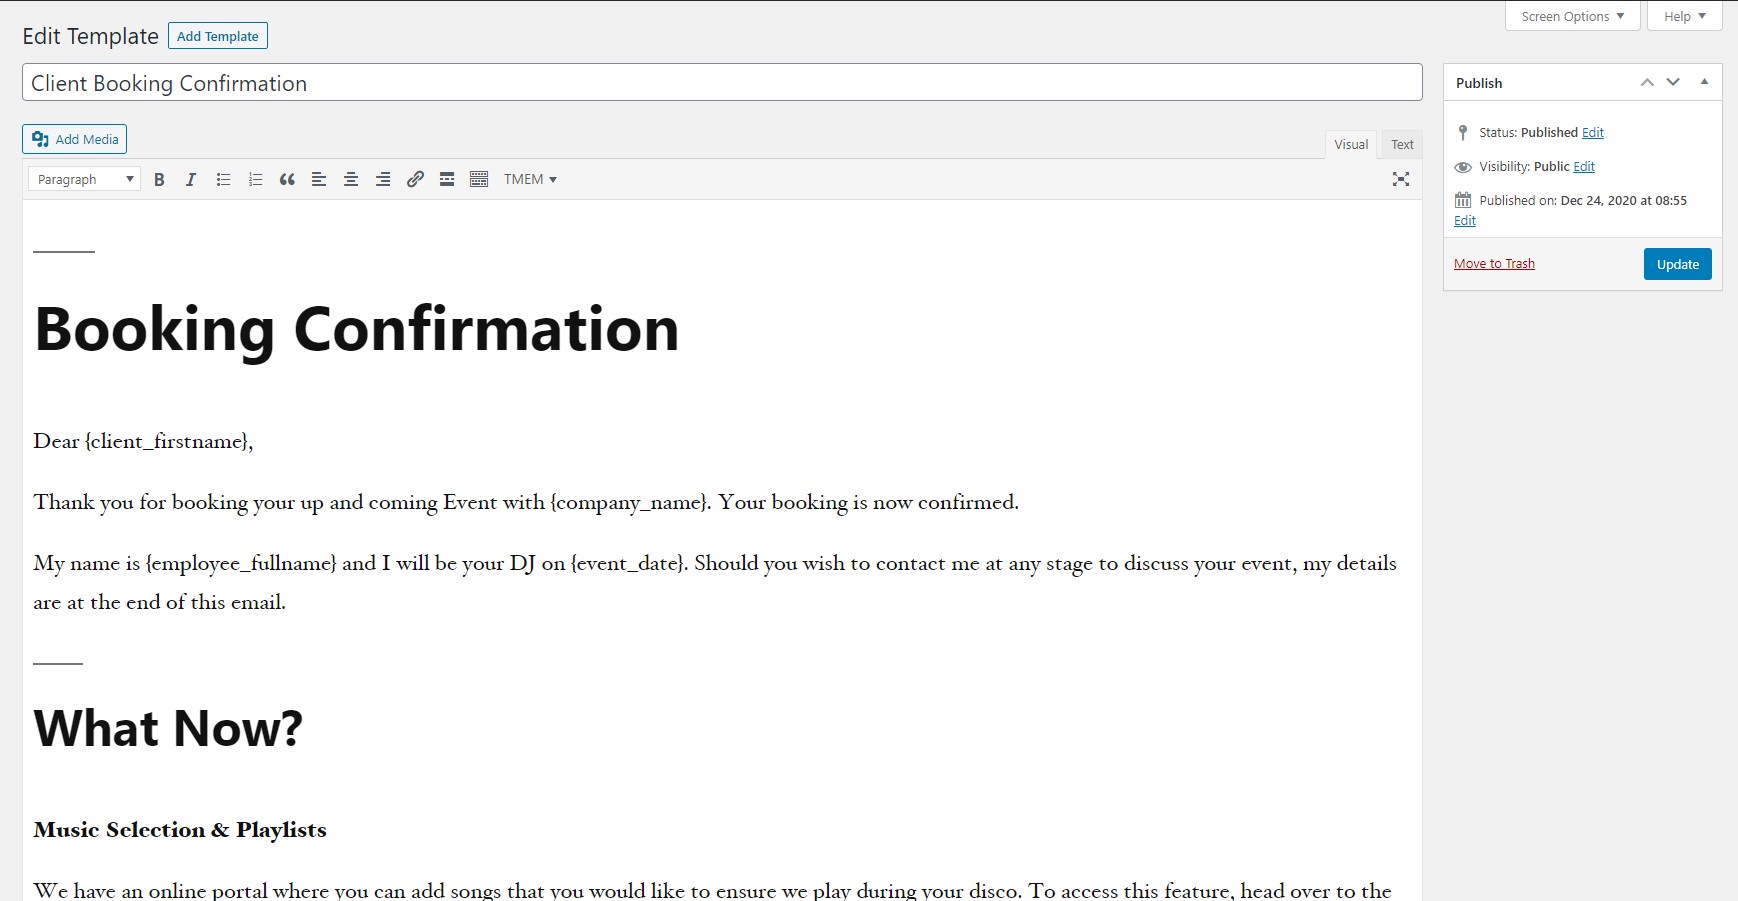 Screen Options
Help
Edit Template
Add Template
Client Booking Confirmation
Publish
Add Media
Visual
Text
Status: Published Edit
Visibility: Public Edit
Published on: Dec 24, 2020 at 08:55
Edit
Move to Trash
Update
Paragraph
B
I
TMEM
Booking Confirmation
Dear {client_firstname},
Thank you for booking your up and coming Event with {company_name}. Your booking is now confirmed.
My name is {employee_fullname} and I will be your DJ on {event_date}. Should you wish to contact me at any stage to discuss your event, my details
are at the end of this email.
What Now?
Music Selection & Playlists
We have an online portal where you can add songs that you would like to ensure we play during your disco. To access this feature, head over to the